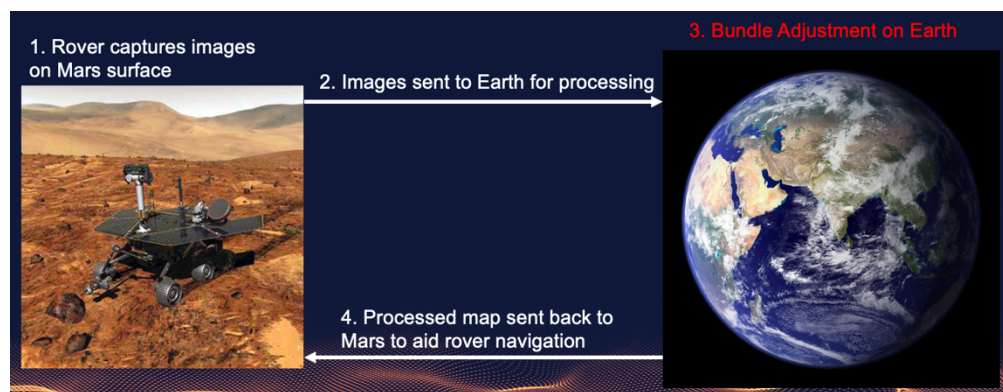 1. Rover captures images
on Mars surface
2. Images sent to Earth for processing
3. Bundle Adjustment on Earth
4. Processed map sent back to
Mars to aid rover navigation